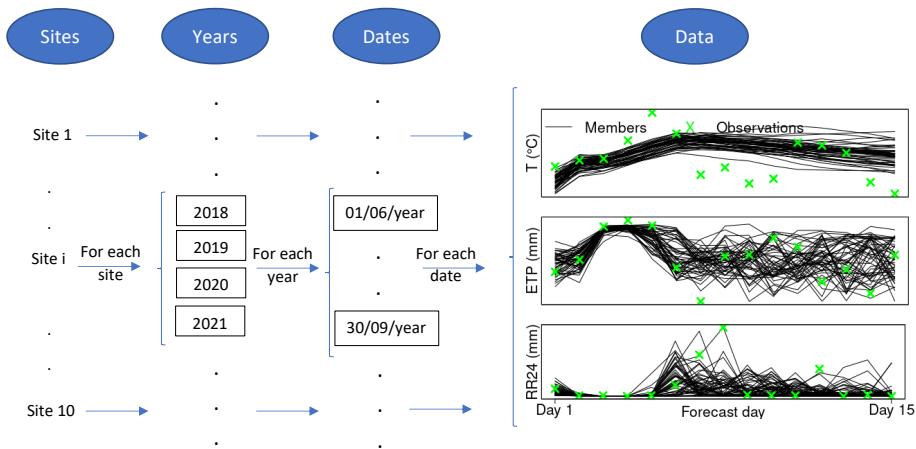 Sites
Years
Dates
Data
Site 1
Site i
Site 10
For each
site
2018
2019
2020
2021
For each
year
01/06/year
30/09/year
For each
date
Members
Observations
T (°C)
ETP (mm)
RR24 (mm)
Day 1
Forecast day
Day 15